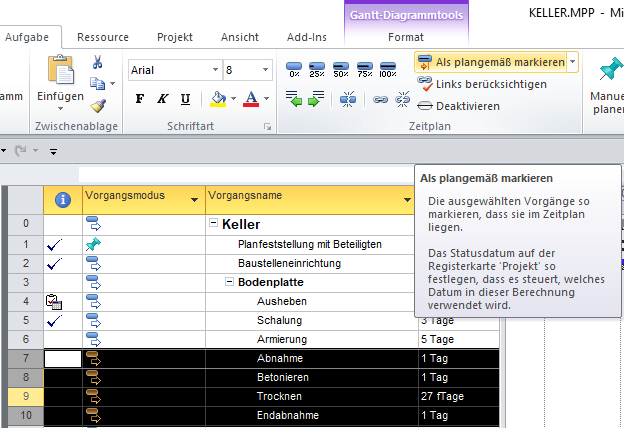 Gantt-Diagrammtools
KELLER.MPP - Mi
Aufgabe Ressource Projekt Ansicht Add-Ins Format
amm
Einfügen
Zwischenablage
Arial 8
F K U
Schriftart
0% 25% 50% 75% 100%
Als plangemäß markieren
Links berücksichtigen
Deaktivieren
Zeitplan
Manue
planer
Als plangemäß markieren
Die ausgewählten Vorgänge so
markieren, dass sie im Zeitplan
liegen.
Das Statusdatum auf der
Registerkarte 'Projekt' so
festlegen, dass es steuert, welches
Datum in dieser Berechnung
verwendet wird.
Vorgangsmodus Vorgangsname
0 Keller
1 Planfeststellung mit Beteiligten
2 Baustelleneinrichtung
3 Bodenplatte
4 Ausheben
5 Schalung 3 Tage
6 Armierung 5 Tage
7 Abnahme 1 Tag
8 Betonieren 1 Tag
9 Trocknen 27 fTage
10 Endabnahme 1 Tag